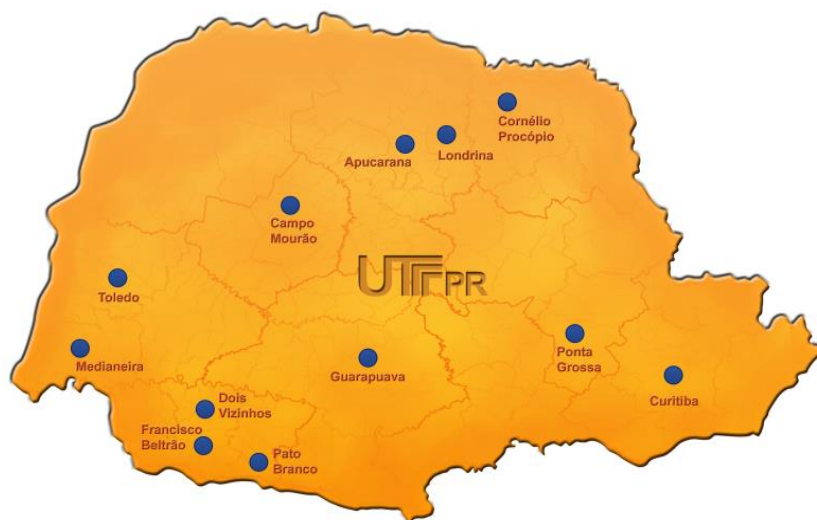 Cornélio
Procópio
Londrina
Apucarana
Campo
Mourão
UTFPR
Toledo
Medianeira
Guarapuava
Ponta
Grossa
Curitiba
Dois
Vizinhos
Francisco
Beltrão
Pato
Branco